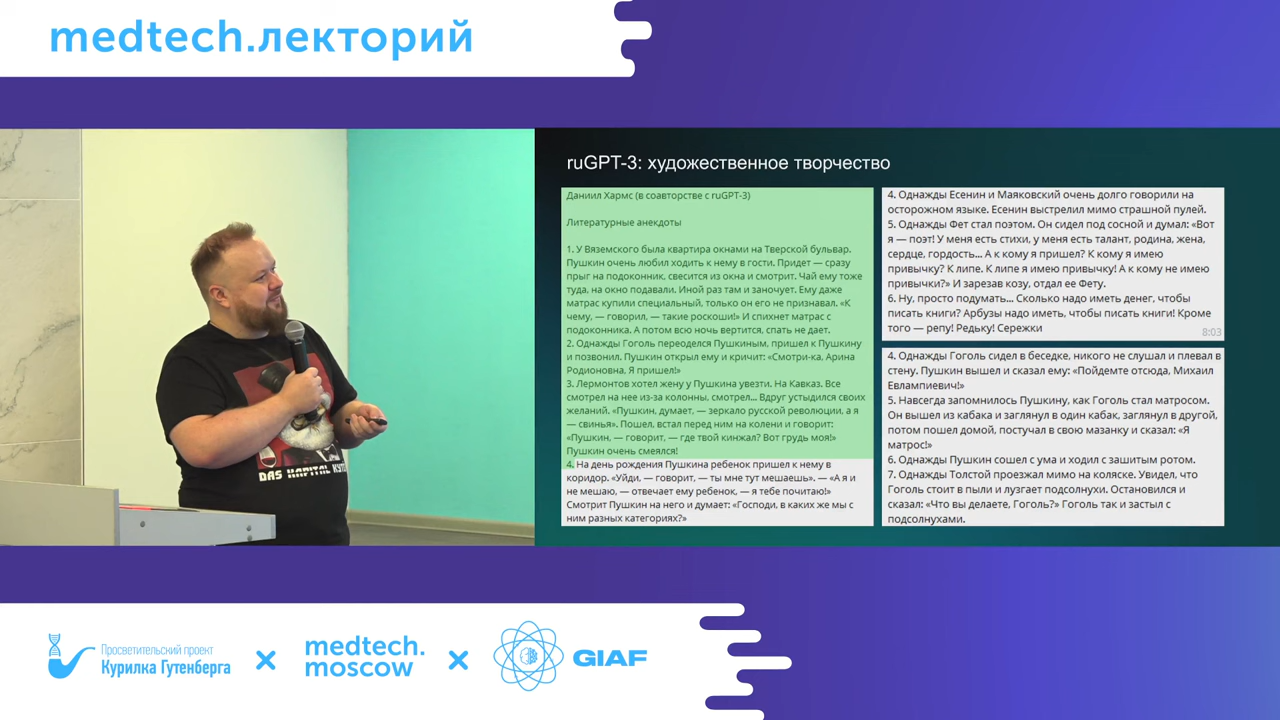 medtech.лекторий
ruGPT-3: художественное творчество
Даниил Хармс (в соавторстве с ruGPT-3)
Литературные анекдоты
1. У Вяземского была квартира окнами на Тверской бульвар.
Пушкин очень любил ходить к нему в гости. Придет — сразу
прыг на подоконник, свесится из окна и смотрит. Чай ему тоже
туда, на окно подавали. Иной раз там и заночует. Ему даже
матрас купили специальный, только он его не признавал. «К
чему, — говорил, — такие роскоши!» И спихнет матрас с
подоконника. А потом всю ночь вертится, спать не дает.
2. Однажды Гоголь переоделся Пушкиным, пришел к Пушкину
и позвонил. Пушкин открыл ему и кричит: «Смотри-ка, Арина
Родионовна, Я пришел!»
3. Лермонтов хотел жену у Пушкина увезти. На Кавказ. Все
смотрел на нее из-за колонны, смотрел... Вдруг устыдился своих
желаний. «Пушкин, думает, — зеркало русской революции, а я
— свинья». Пошел, встал перед ним на колени и говорит:
«Пушкин, — говорит, — где твой кинжал? Вот грудь моя!»
Пушкин очень смеялся!
4. На день рождения Пушкина ребенок пришел к нему в
коридор. «Уйди, — говорит, — ты мне тут мешаешь». — «А я и
не мешаю, — отвечает ему ребенок, — я тебе почитаю!»
Смотрит Пушкин на него и думает: «Господи, в каких же мы с
ним разных категориях?»
4. Однажды Есенин и Маяковский очень долго говорили на
осторожном языке. Есенин выстрелил мимо страшной пулей.
5. Однажды Фет стал поэтом. Он сидел под сосной и думал: «Вот
я — поэт! У меня есть стихи, у меня есть талант, родина, жена,
сердце, гордость... А к кому я пришел? К кому я имею
привычку? К липе. К липе я имею привычку! А к кому не имею
привычки?» И зарезав козу, отдал ее Фету.
6. Ну, просто подумать... Сколько надо иметь денег, чтобы
писать книги? Арбузы надо иметь, чтобы писать книги! Кроме
того — репу! Редьку! Сережки
8:03
4. Однажды Гоголь сидел в беседке, никого не слушал и плевал в
стену. Пушкин вышел и сказал ему: «Пойдемте отсюда, Михаил
Евлампиевич!»
5. Навсегда запомнилось Пушкину, как Гоголь стал матросом.
Он вышел из кабака и заглянул в один кабак, заглянул в другой,
потом пошел домой, постучал в свою мазанку и сказал: «Я
матрос!»
6. Однажды Пушкин сошел с ума и ходил с зашитым ротом.
7. Однажды Толстой проезжал мимо на коляске. Увидел, что
Гоголь стоит в пыли и лузгает подсолнухи. Остановился и
сказал: «Что вы делаете, Гоголь?» Гоголь так и застыл с
подсолнухами.
DAS KAPITAL
Просветительский проект
Курилка Гутенберга
medtech.
moscow
GIAF